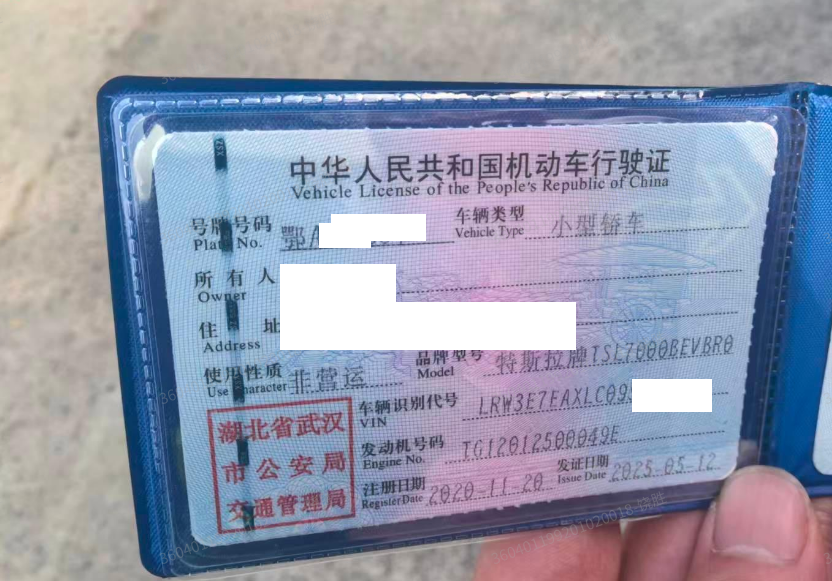 中华人民共和国机动车行驶证
Vehicle License of the People's Republic of China
号牌号码 鄂A 车辆类型 小型轿车
Plate No. Vehicle Type
所有人
Owner
住址
Address
使用性质 非营运 品牌型号 特斯拉牌TSL7000BEVBR0
Use Character Model
车辆识别代号 LRW3E7EAXLC09
VIN
湖北省武汉
市公安局
交通管理局
发动机号码 TG12012500049E
Engine No.
注册日期 2020-11-20 发证日期 2025-05-12
Register Date Issue Date